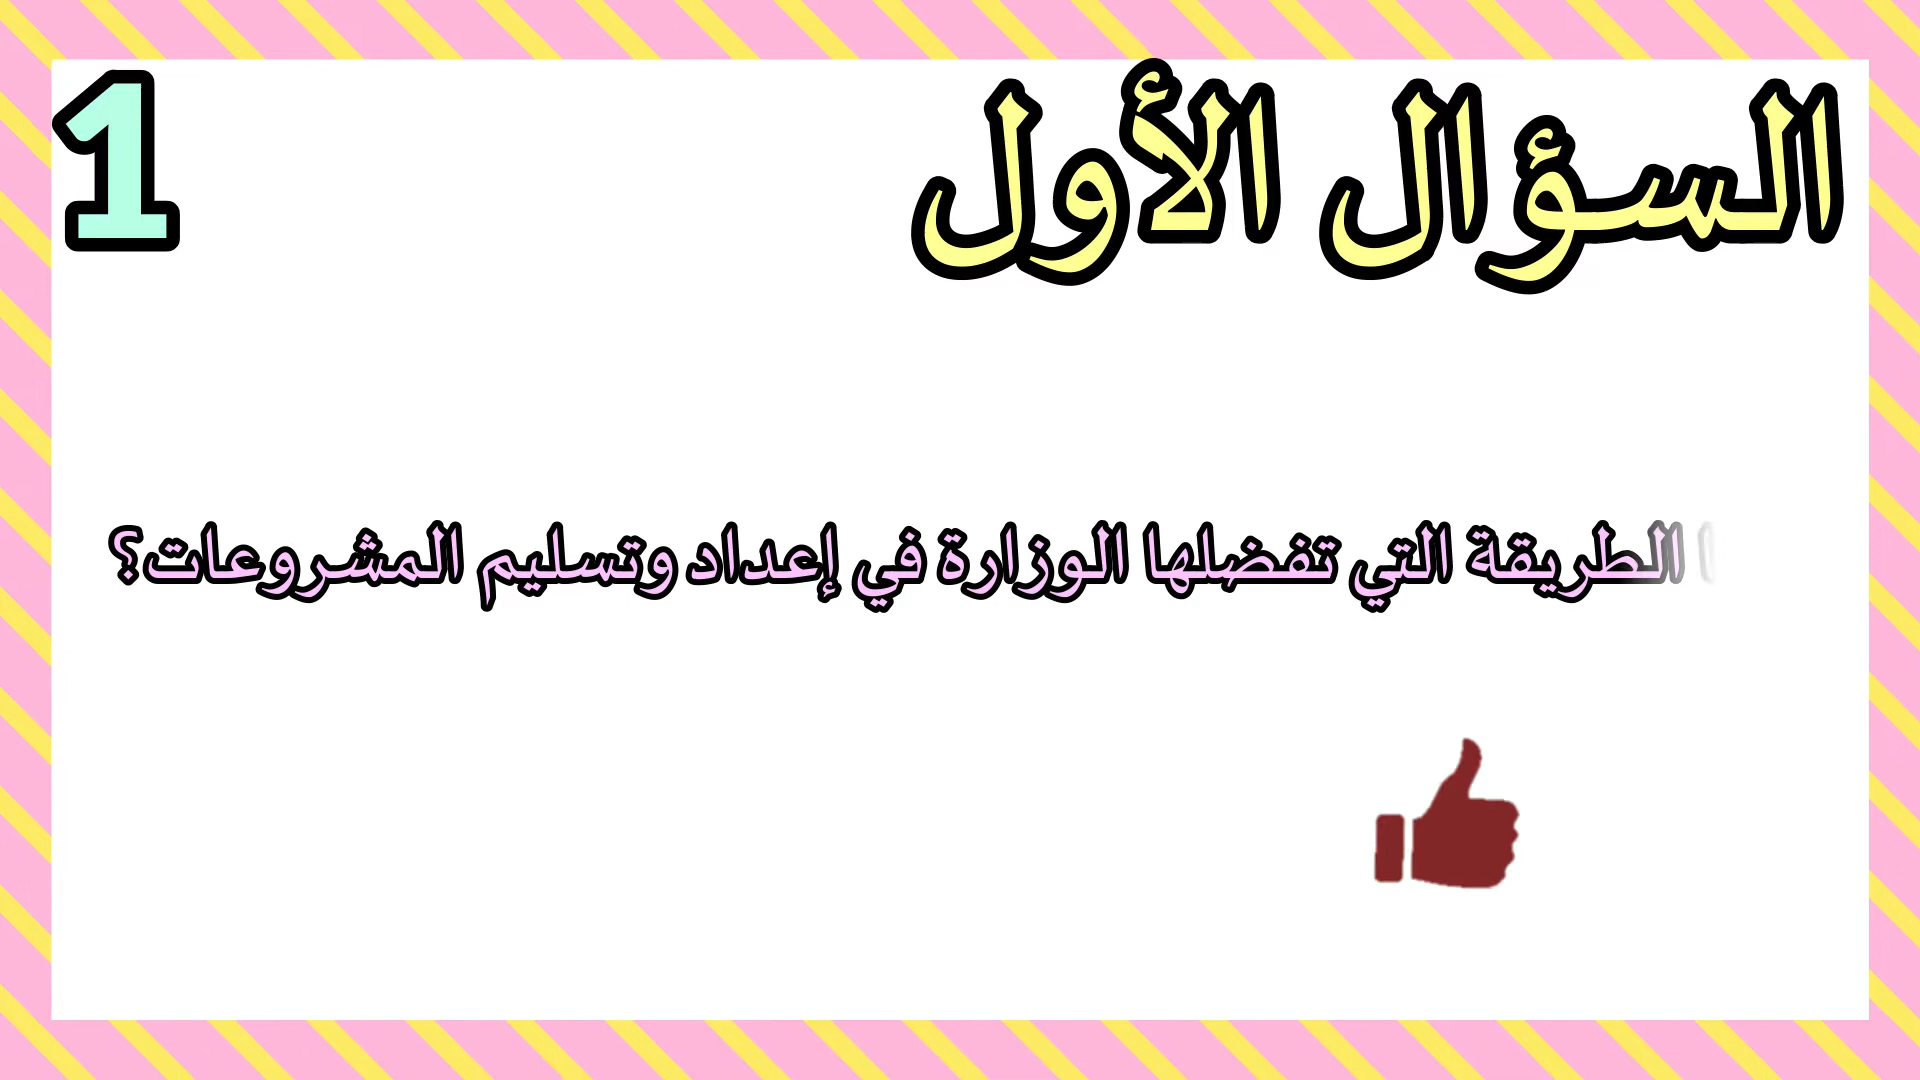 السؤال الأول
1
الطريقة التي تفضلها الوزارة في إعداد وتسليم المشروعات؟